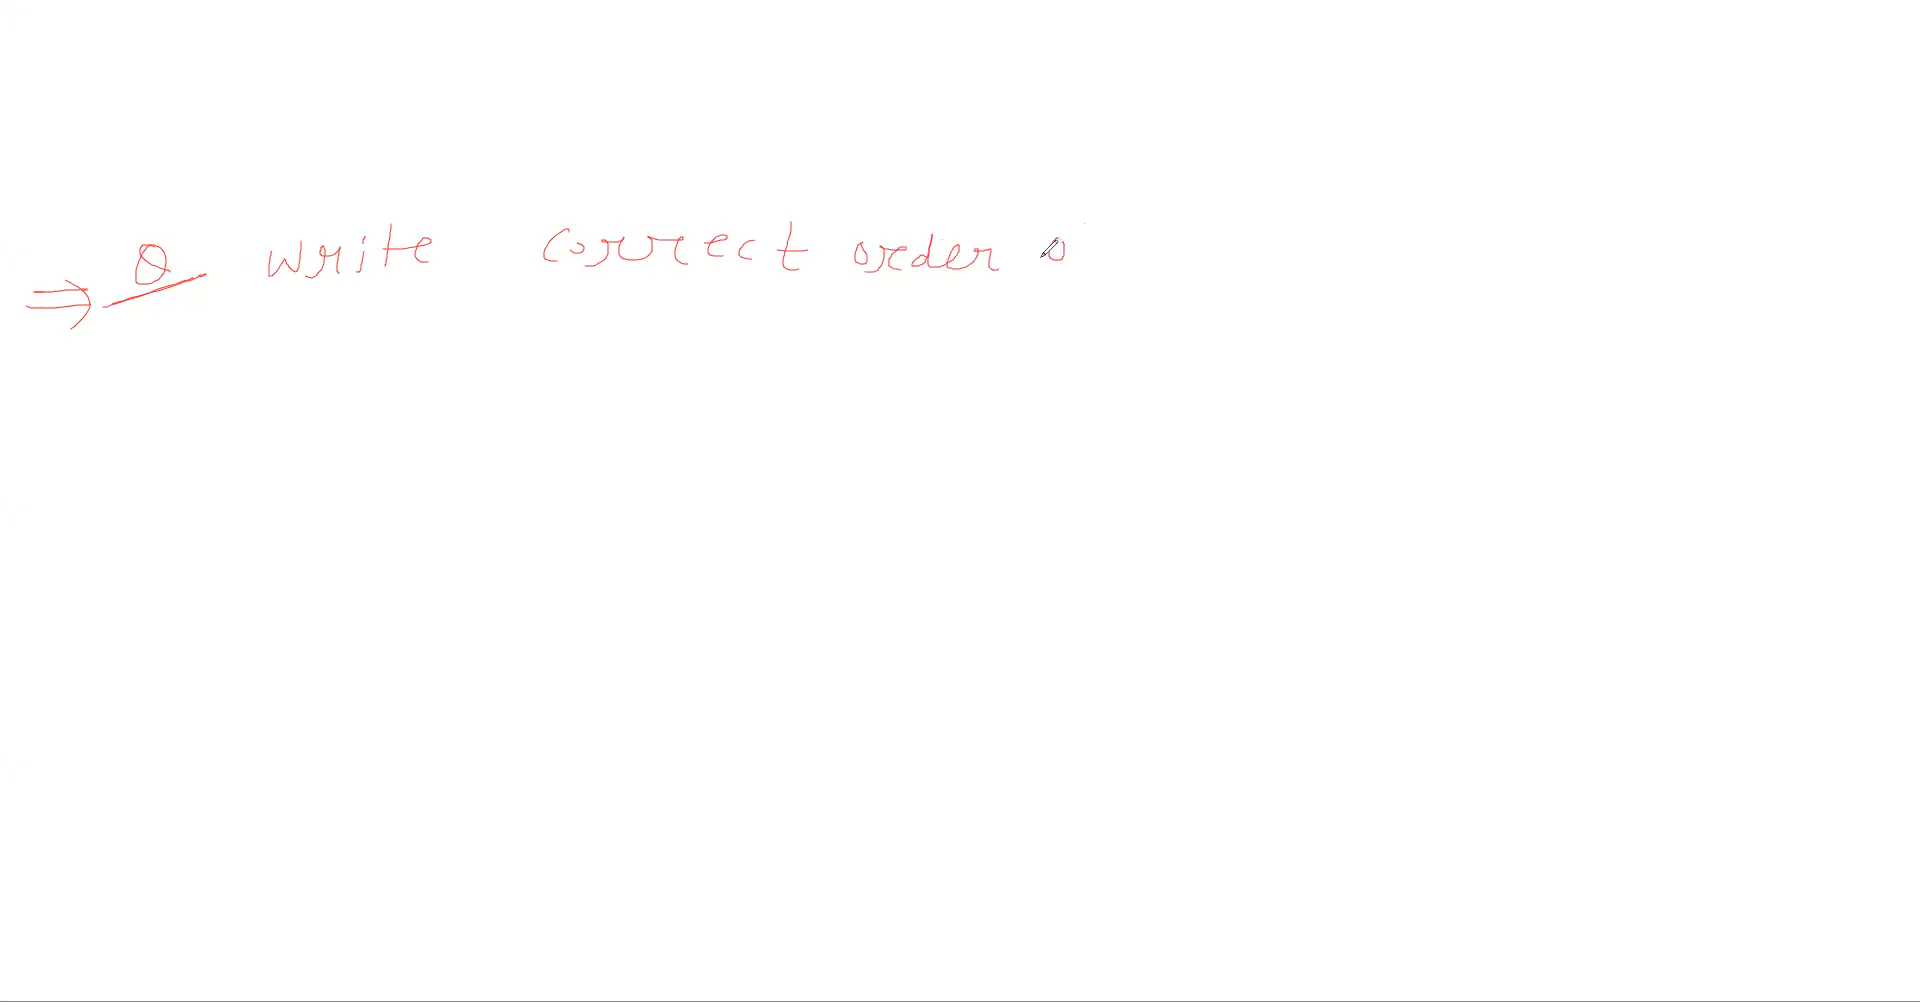 ⇒ Q write correct order o